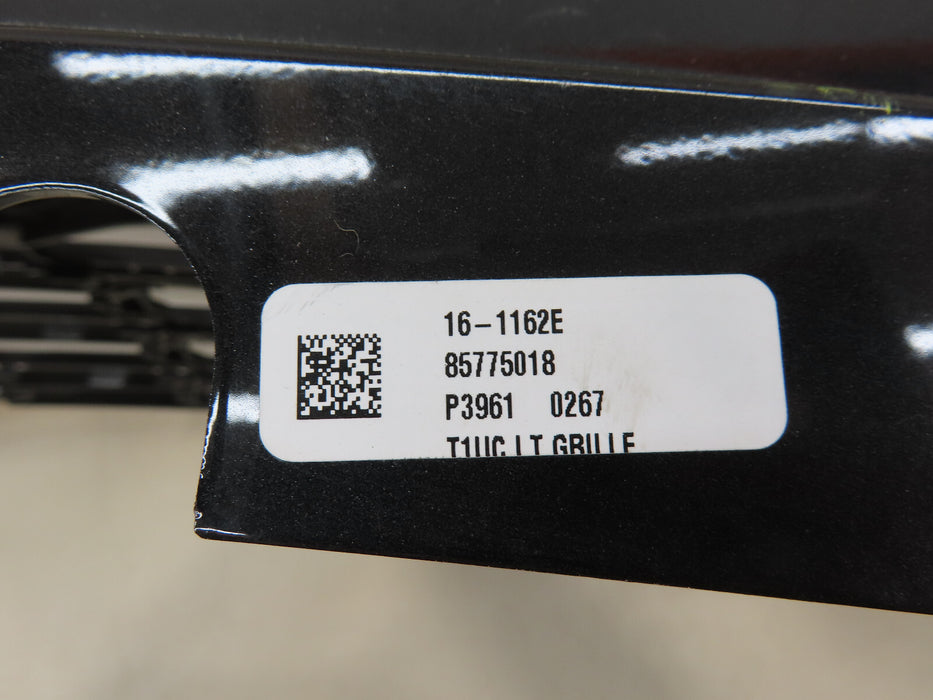 16-1162E
85775018
P3961 0267
T1UC LT GRILLE